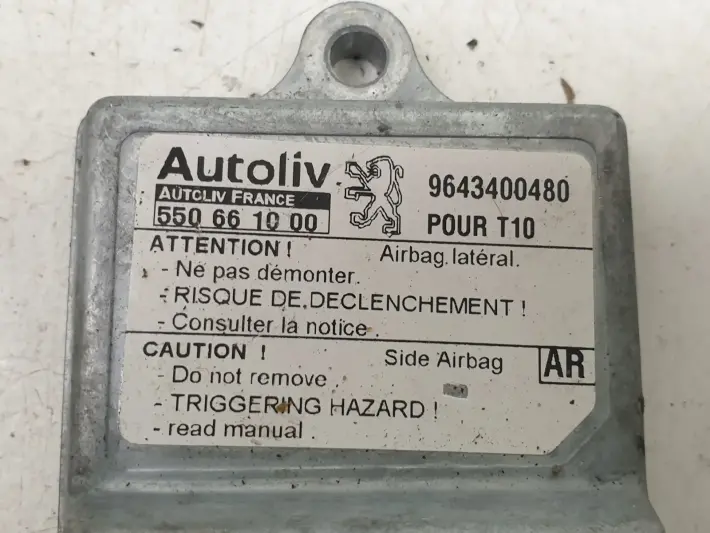 Autoliv 9643400480
AUTOLIV FRANCE
550 66 10 00 POUR T10
ATTENTION ! Airbag latéral.
- Ne pas démonter.
- RISQUE DE DECLENCHEMENT !
- Consulter la notice .
CAUTION ! Side Airbag AR
- Do not remove .
- TRIGGERING HAZARD !
- read manual .